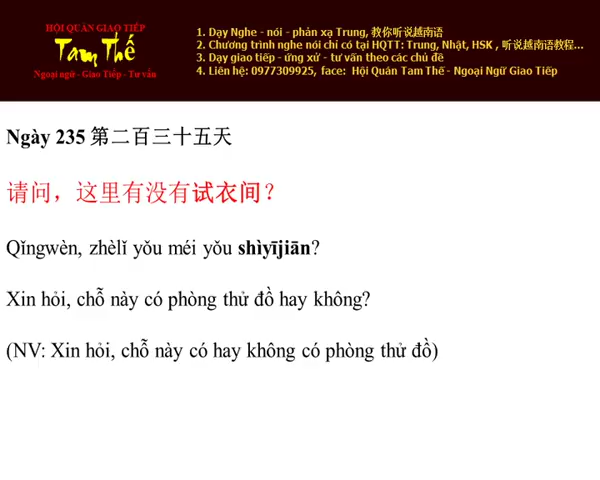 HỘI QUÁN GIAO TIẾP
Tam Thế
Ngoại ngữ - Giao Tiếp - Tư vấn
1. Dạy Nghe - nói - phản xạ Trung, 教你听说越南语
2. Chương trình nghe nói chỉ có tại HQTT: Trung, Nhật, HSK , 听说越南语教程...
3. Dạy giao tiếp - ứng xử - tư vấn theo các chủ đề
4. Liên hệ: 0977309925, face: Hội Quán Tam Thế - Ngoại Ngữ Giao Tiếp
Ngày 235 第二百三十五天
请问，这里有没有试衣间？
Qǐngwèn, zhèlǐ yǒu méi yǒu shìyījiān?
Xin hỏi, chỗ này có phòng thử đồ hay không?
(NV: Xin hỏi, chỗ này có hay không có phòng thử đồ)